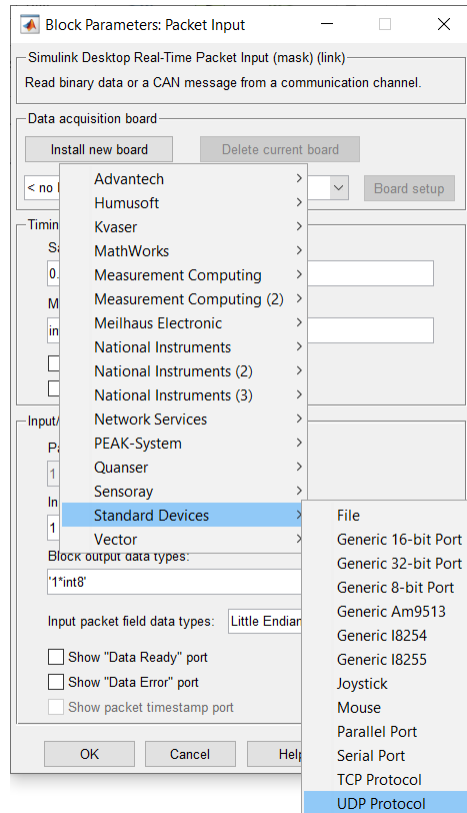 Block Parameters: Packet Input
Simulink Desktop Real-Time Packet Input (mask) (link)
Read binary data or a CAN message from a communication channel.
Data acquisition board
Install new board
Delete current board
< no
Board setup
Advantech
Humusoft
Kvaser
MathWorks
Measurement Computing
Measurement Computing (2)
Meilhaus Electronic
National Instruments
National Instruments (2)
National Instruments (3)
Network Services
PEAK-System
Quanser
Sensoray
Standard Devices
Vector
Timin
Sa
0.
M
in
Input/
Pa
1
In
1
Block output data types:
'1*int8'
Input packet field data types:
Little Endian
Show "Data Ready" port
Show "Data Error" port
Show packet timestamp port
OK
Cancel
Help
File
Generic 16-bit Port
Generic 32-bit Port
Generic 8-bit Port
Generic Am9513
Generic I8254
Generic I8255
Joystick
Mouse
Parallel Port
Serial Port
TCP Protocol
UDP Protocol